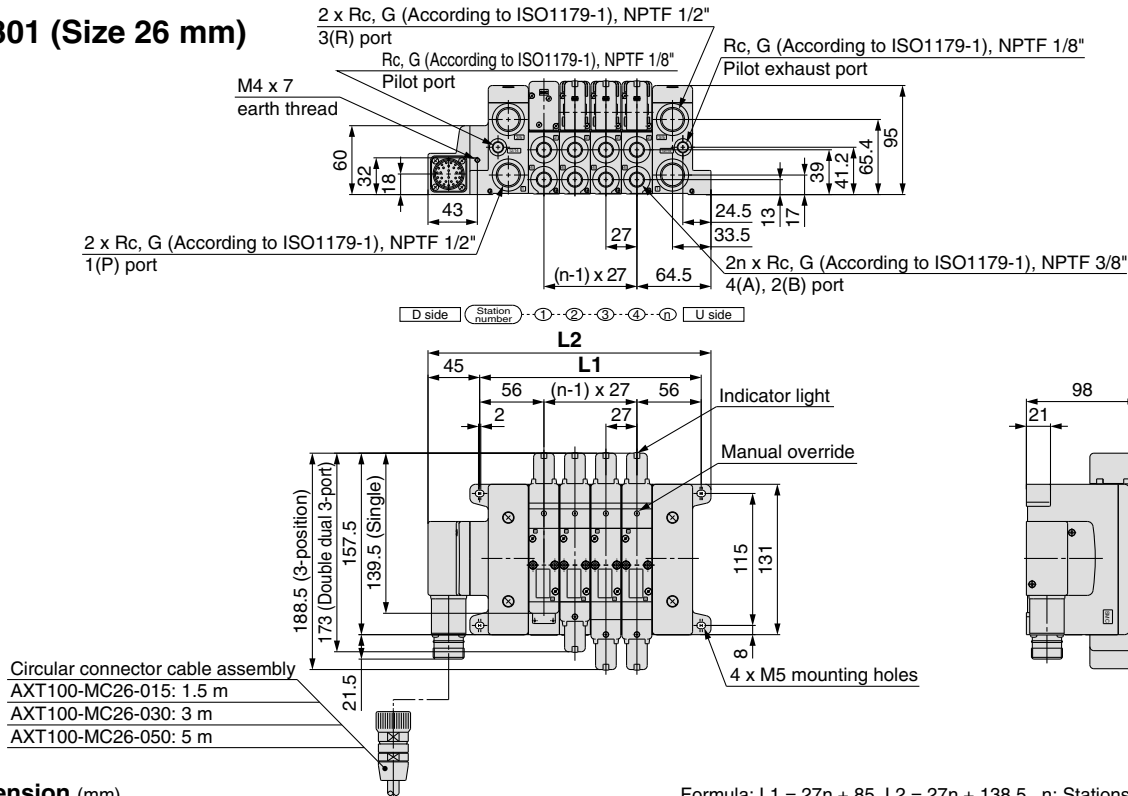 301 (Size 26 mm)
2 x Rc, G (According to ISO1179-1), NPTF 1/2"
3(R) port
Rc, G (According to ISO1179-1), NPTF 1/8"
Pilot port
Rc, G (According to ISO1179-1), NPTF 1/8"
Pilot exhaust port
M4 x 7
earth thread
60
32
18
43
95
65.4
41.2
39
17
13
24.5
33.5
27
(n-1) x 27
64.5
2 x Rc, G (According to ISO1179-1), NPTF 1/2"
1(P) port
2n x Rc, G (According to ISO1179-1), NPTF 3/8"
4(A), 2(B) port
D side
Station number
1
2
3
4
n
U side
L2
45
L1
56
(n-1) x 27
56
2
27
Indicator light
Manual override
188.5 (3-position)
173 (Double dual 3-port)
157.5
139.5 (Single)
21.5
115
131
8
4 x M5 mounting holes
98
21
Circular connector cable assembly
AXT100-MC26-015: 1.5 m
AXT100-MC26-030: 3 m
AXT100-MC26-050: 5 m
ension (mm)
Formula: L1 = 27n + 85, L2 = 27n + 138.5 n: Stations